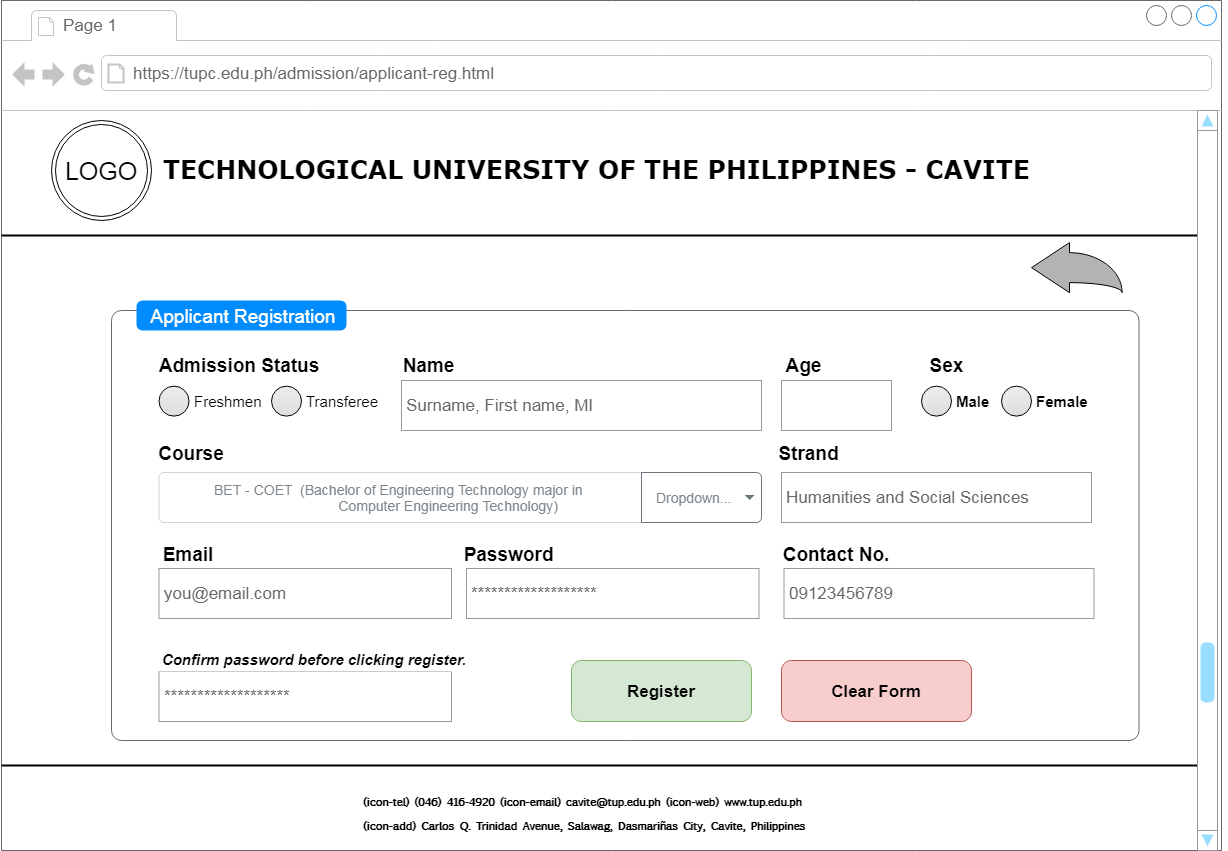 Page 1
https://tupc.edu.ph/admission/applicant-reg.html
LOGO
TECHNOLOGICAL UNIVERSITY OF THE PHILIPPINES - CAVITE
Applicant Registration
Admission Status
Name
Age
Sex
Freshmen
Transferee
Surname, First name, MI
Male
Female
Course
Strand
BET - COET (Bachelor of Engineering Technology major in
Computer Engineering Technology)
Dropdown...
Humanities and Social Sciences
Email
Password
Contact No.
you@email.com
*******************
09123456789
Confirm password before clicking register.
*******************
Register
Clear Form
(icon-tel) (046) 416-4920 (icon-email) cavite@tup.edu.ph (icon-web) www.tup.edu.ph
(icon-add) Carlos Q. Trinidad Avenue, Salawag, Dasmariñas City, Cavite, Philippines